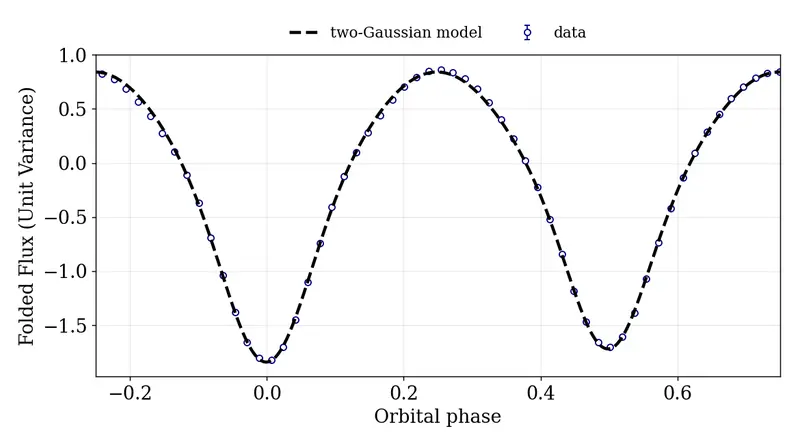 two-Gaussian model
data
Folded Flux (Unit Variance)
1.0
0.5
0.0
−0.5
−1.0
−1.5
−0.2
0.0
0.2
0.4
0.6
Orbital phase